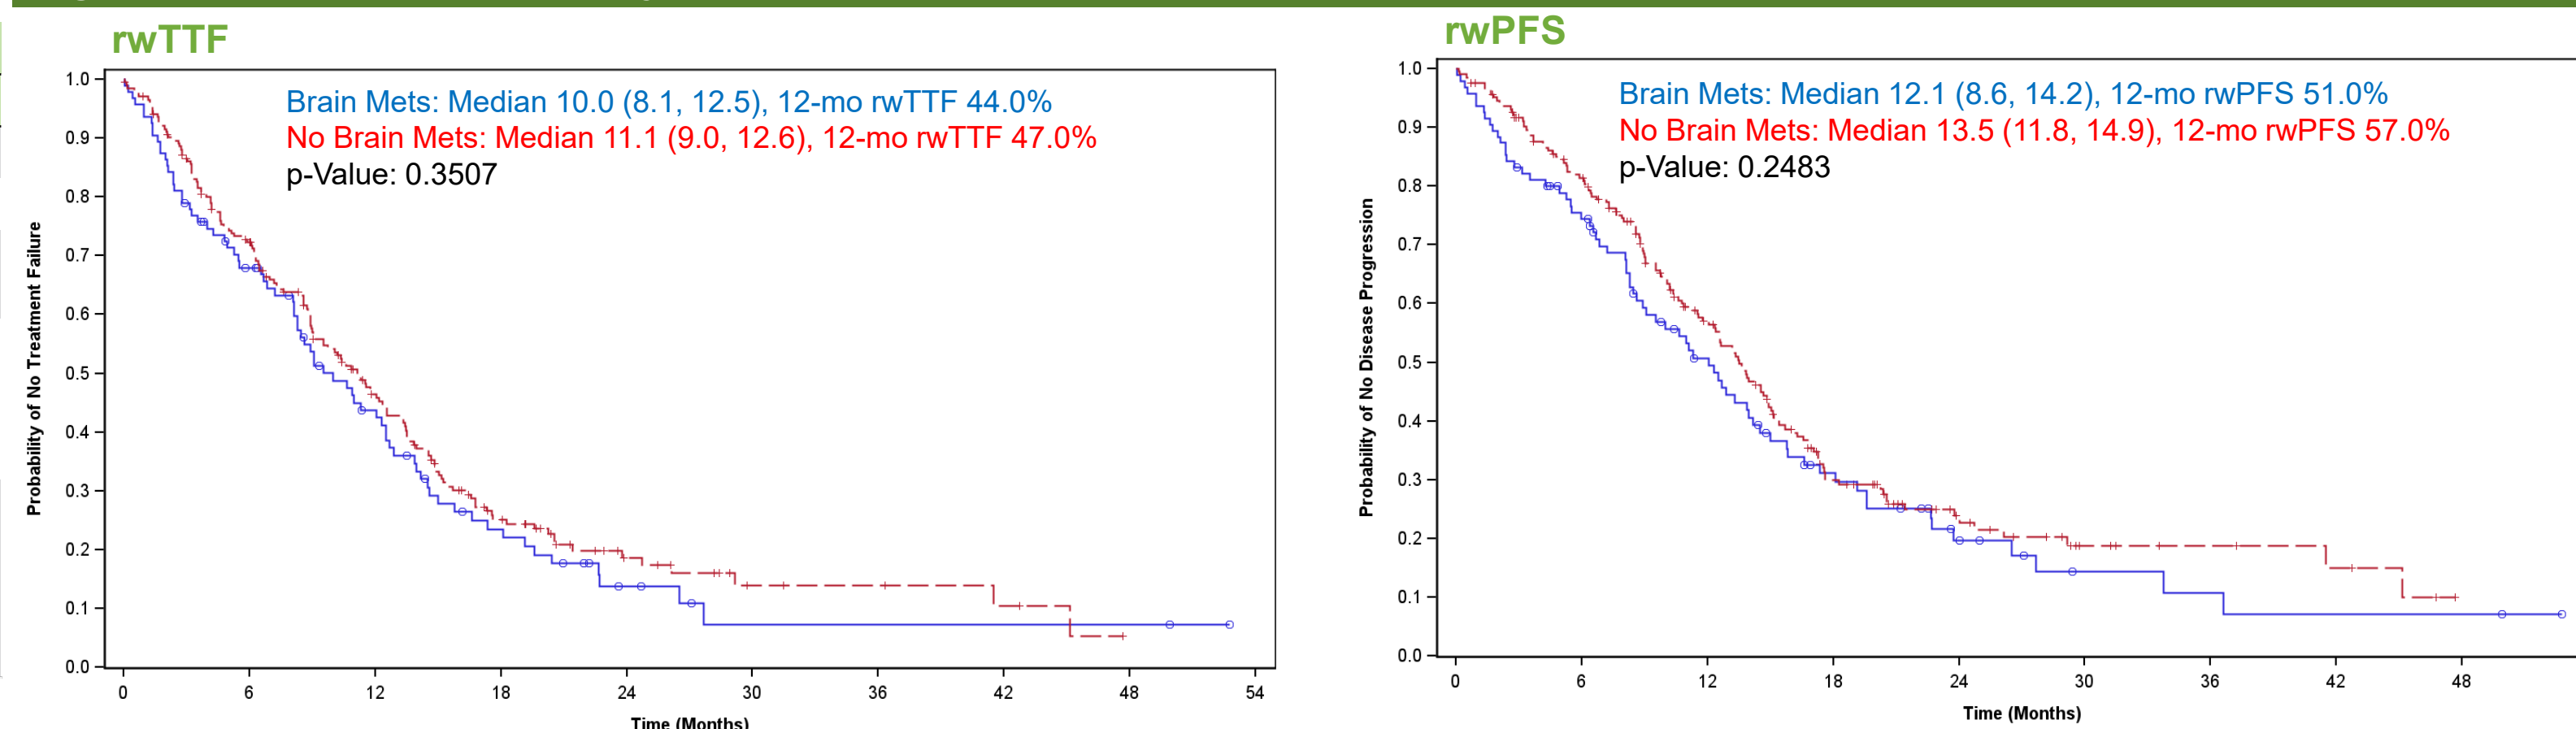 rwTTF
Brain Mets: Median 10.0 (8.1, 12.5), 12-mo rwTTF 44.0%
No Brain Mets: Median 11.1 (9.0, 12.6), 12-mo rwTTF 47.0%
p-Value: 0.3507
Probability of No Treatment Failure
1.0
0.9
0.8
0.7
0.6
0.5
0.4
0.3
0.2
0.1
0.0
0 6 12 18 24 30 36 42 48 54
Time (Months)
rwPFS
Brain Mets: Median 12.1 (8.6, 14.2), 12-mo rwPFS 51.0%
No Brain Mets: Median 13.5 (11.8, 14.9), 12-mo rwPFS 57.0%
p-Value: 0.2483
Probability of No Disease Progression
1.0
0.9
0.8
0.7
0.6
0.5
0.4
0.3
0.2
0.1
0.0
0 6 12 18 24 30 36 42 48
Time (Months)